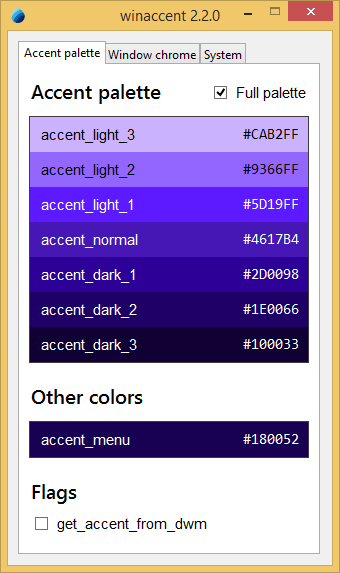 winaccent 2.2.0
Accent palette Window chrome System
Accent palette Full palette
accent_light_3 #CAB2FF
accent_light_2 #9366FF
accent_light_1 #5D19FF
accent_normal #4617B4
accent_dark_1 #2D0098
accent_dark_2 #1E0066
accent_dark_3 #100033
Other colors
accent_menu #180052
Flags
get_accent_from_dwm